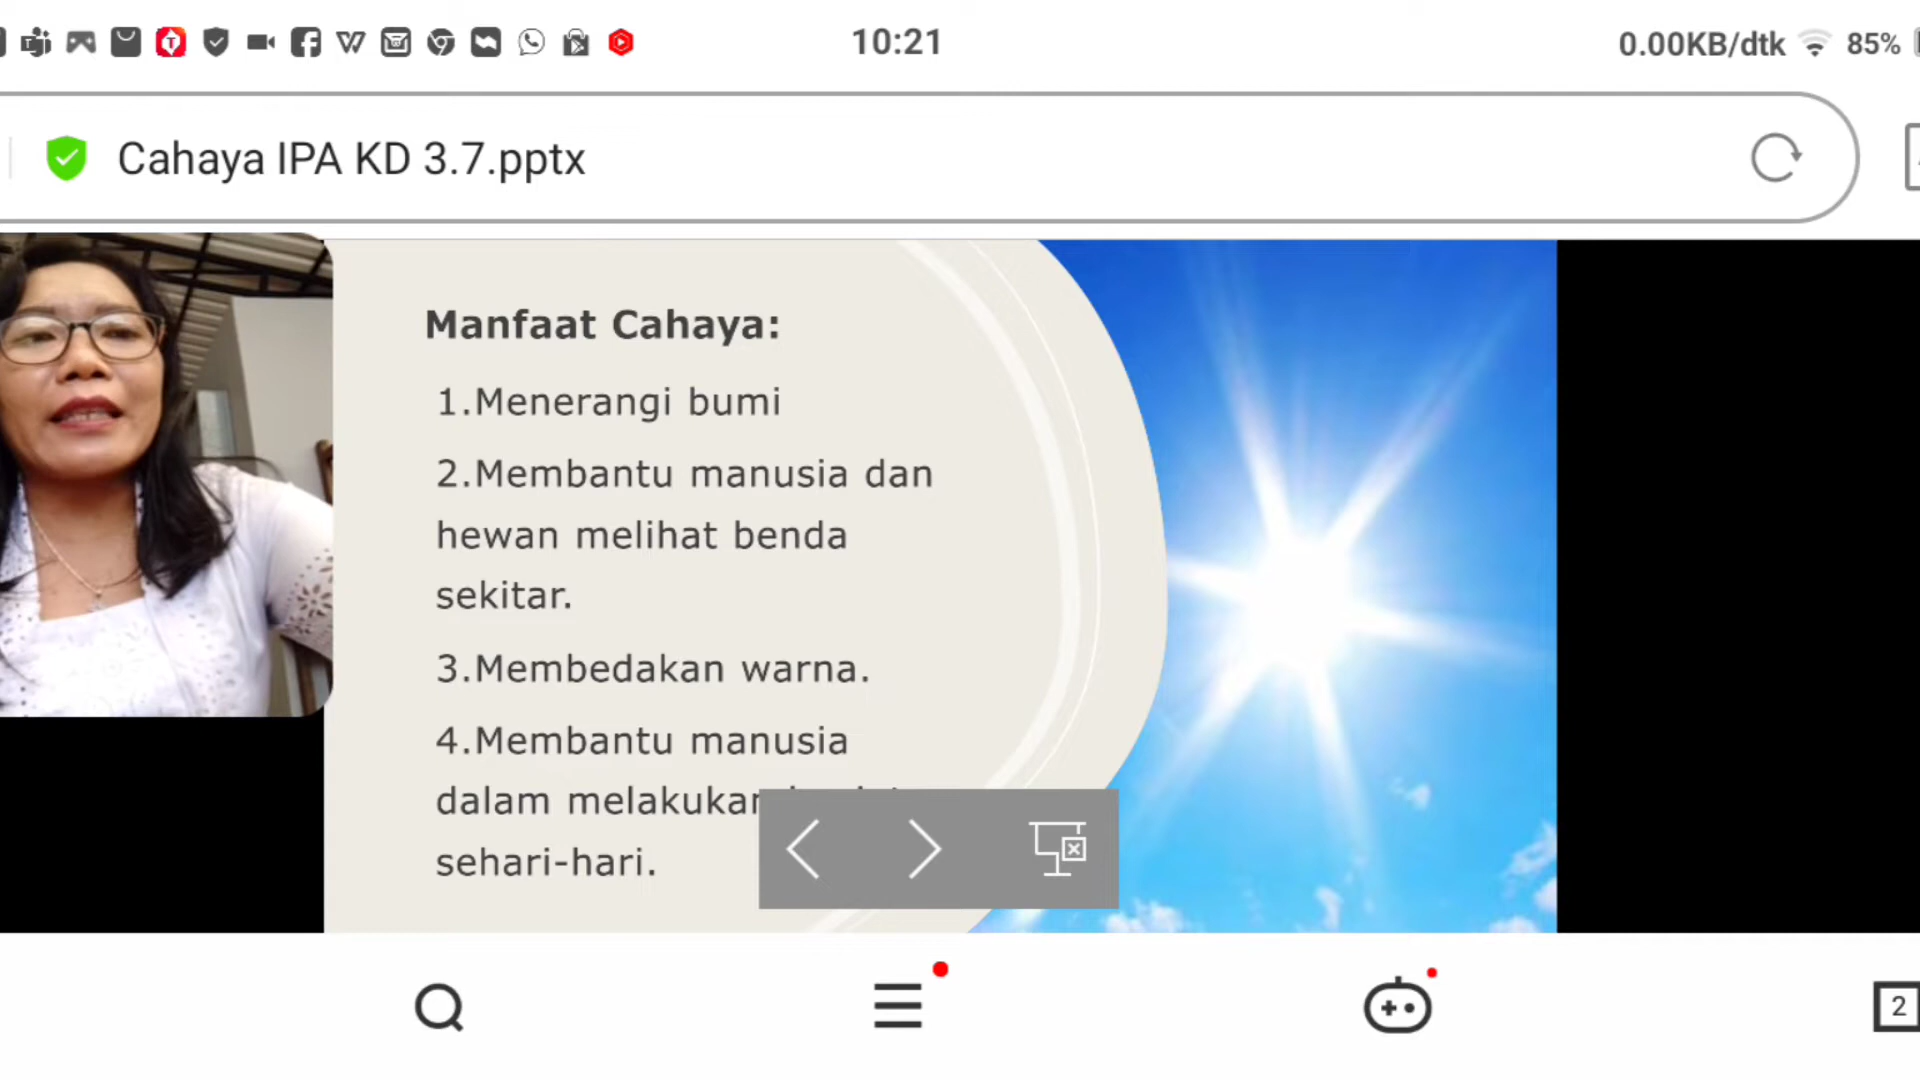 10:21
0.00KB/dtk
85%
Cahaya IPA KD 3.7.pptx
Manfaat Cahaya:
1.Menerangi bumi
2.Membantu manusia dan
hewan melihat benda
sekitar.
3.Membedakan warna.
4.Membantu manusia
dalam melakukan
sehari-hari.
2